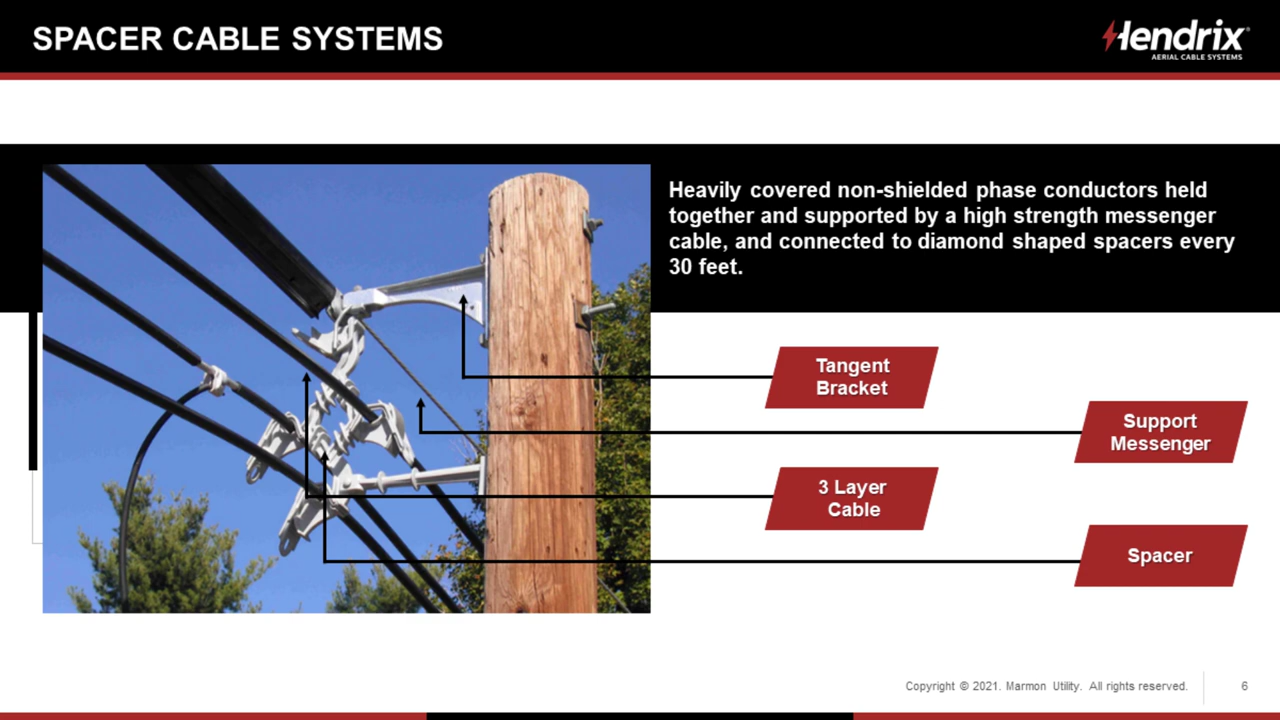 SPACER CABLE SYSTEMS
Hendrix®
AERIAL CABLE SYSTEMS
Heavily covered non-shielded phase conductors held
together and supported by a high strength messenger
cable, and connected to diamond shaped spacers every
30 feet.
Tangent
Bracket
Support
Messenger
3 Layer
Cable
Spacer
Copyright © 2021. Marmon Utility. All rights reserved.
6